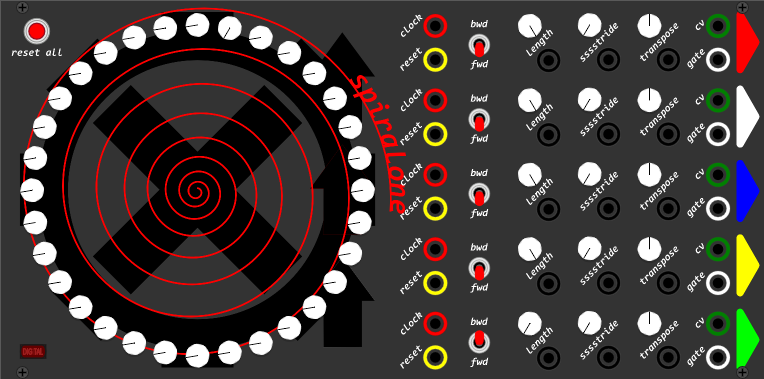 reset all
spiralone
DIGITAL
clock bwd
reset fwd
Length sssstride transpose cv
gate
clock bwd
reset fwd
Length sssstride transpose cv
gate
clock bwd
reset fwd
Length sssstride transpose cv
gate
clock bwd
reset fwd
Length sssstride transpose cv
gate
clock bwd
reset fwd
Length sssstride transpose cv
gate